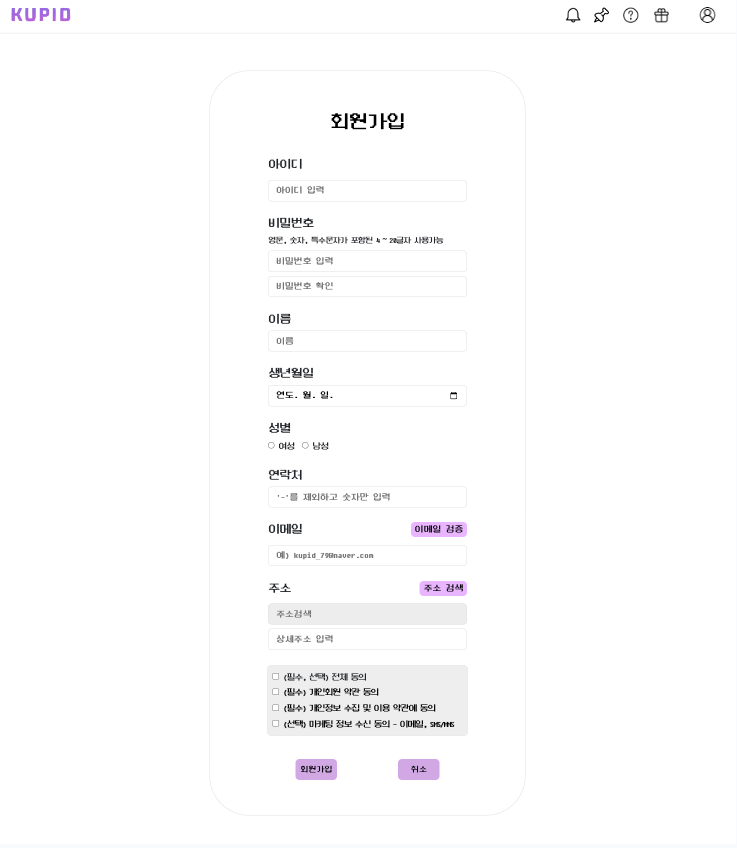 KUPID
회원가입
아이디
아이디 입력
비밀번호
영문, 숫자, 특수문자가 포함된 4 ~ 20글자 사용가능
비밀번호 입력
비밀번호 확인
이름
이름
생년월일
연도. 월. 일.
성별
여성 남성
연락처
'-'를 제외하고 숫자만 입력
이메일 이메일 검증
예) kupid_79@naver.com
주소 주소 검색
주소검색
상세주소 입력
(필수, 선택) 전체 동의
(필수) 개인회원 약관 동의
(필수) 개인정보 수집 및 이용 약관에 동의
(선택) 마케팅 정보 수신 동의 - 이메일, SMS/MMS
회원가입 취소